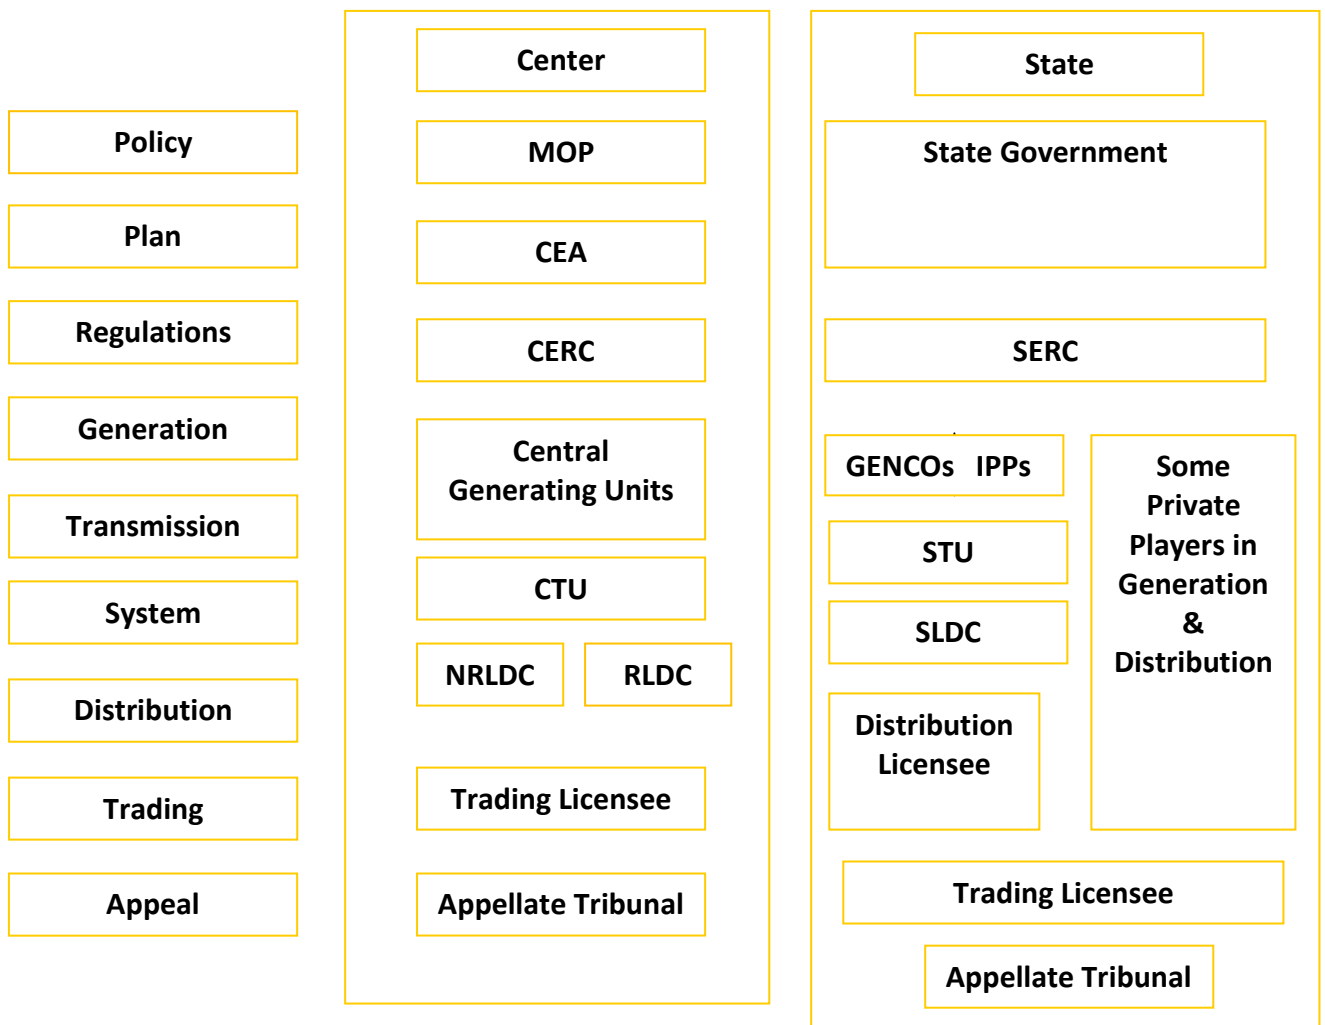 Policy
Plan
Regulations
Generation
Transmission
System
Distribution
Trading
Appeal
Center
MOP
CEA
CERC
Central
Generating Units
CTU
NRLDC
RLDC
Trading Licensee
Appellate Tribunal
State
State Government
SERC
GENCOs IPPs
STU
SLDC
Distribution
Licensee
Some
Private
Players in
Generation
&
Distribution
Trading Licensee
Appellate Tribunal